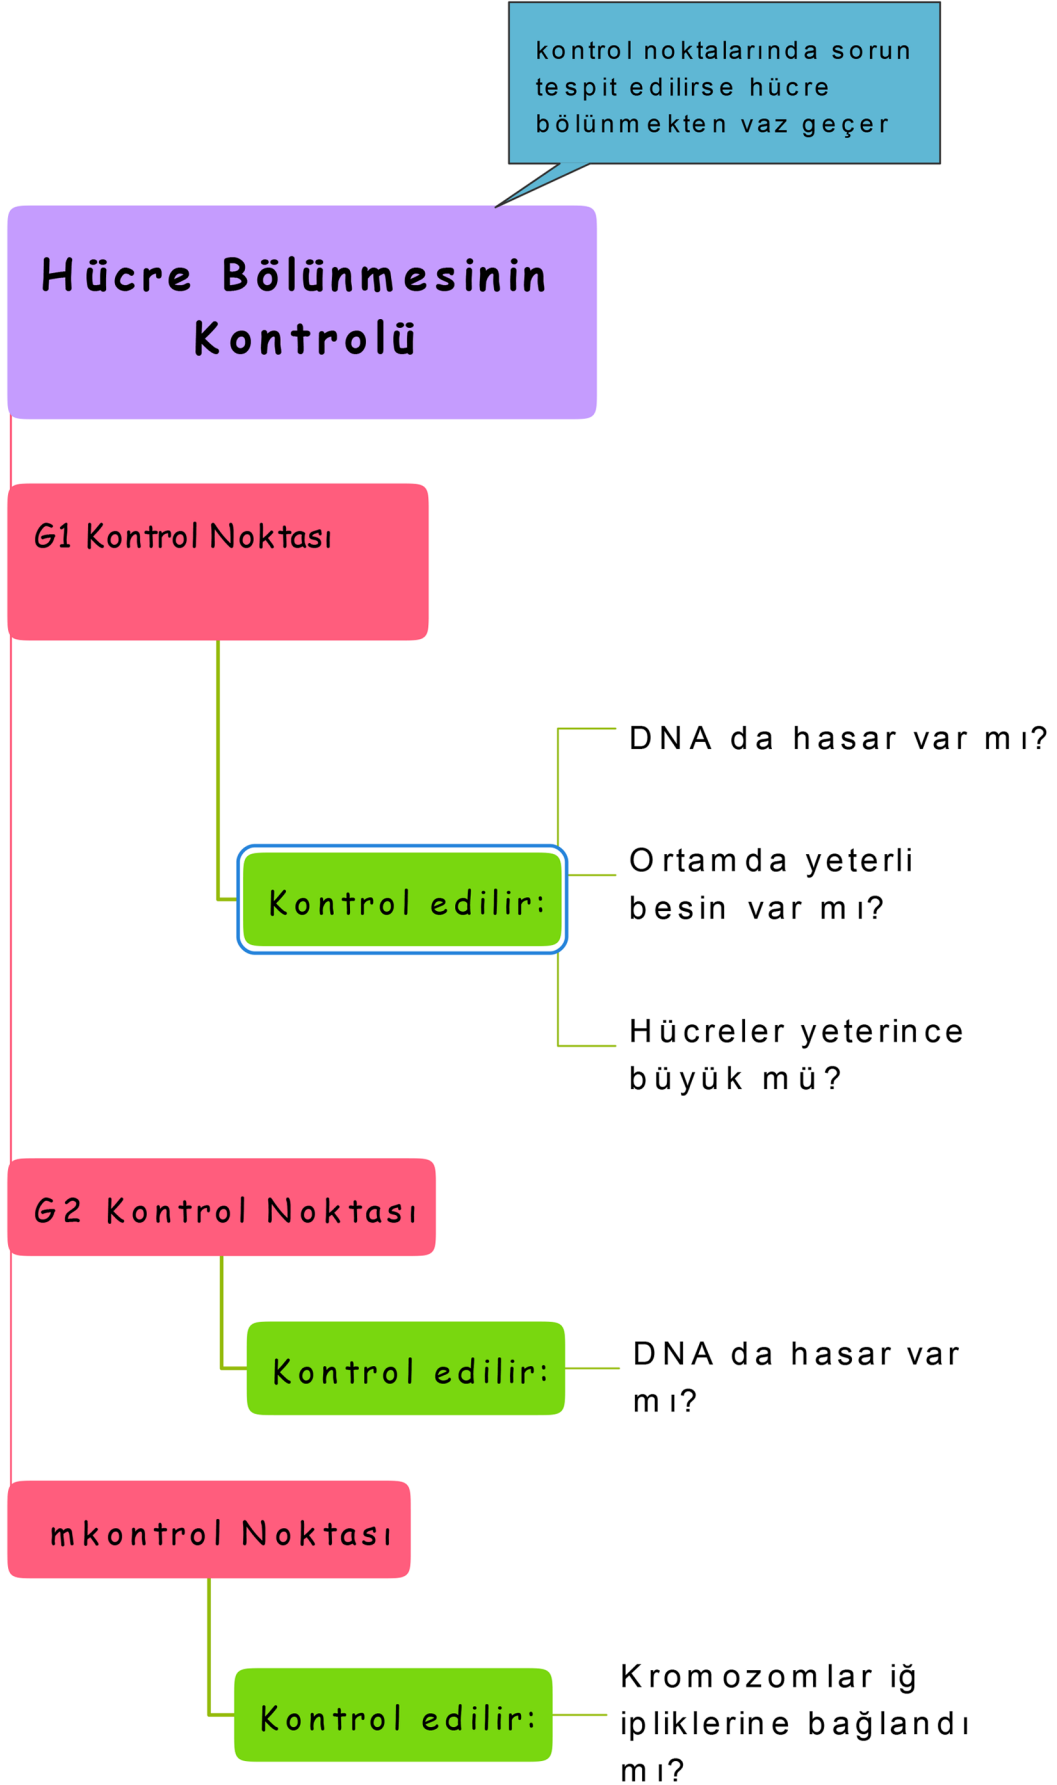 kontrol noktalarında sorun
tespit edilirse hücre
bölünmekten vaz geçer
Hücre Bölünmesinin
Kontrolü
G1 Kontrol Noktası
DNA da hasar var mı?
Ortamda yeterli
besin var mı?
Kontrol edilir:
Hücreler yeterince
büyük mü?
G2 Kontrol Noktası
Kontrol edilir:
DNA da hasar var
mı?
mkontrol Noktası
Kontrol edilir:
Kromozomlar iğ
ipliklerine bağlandı
mı?